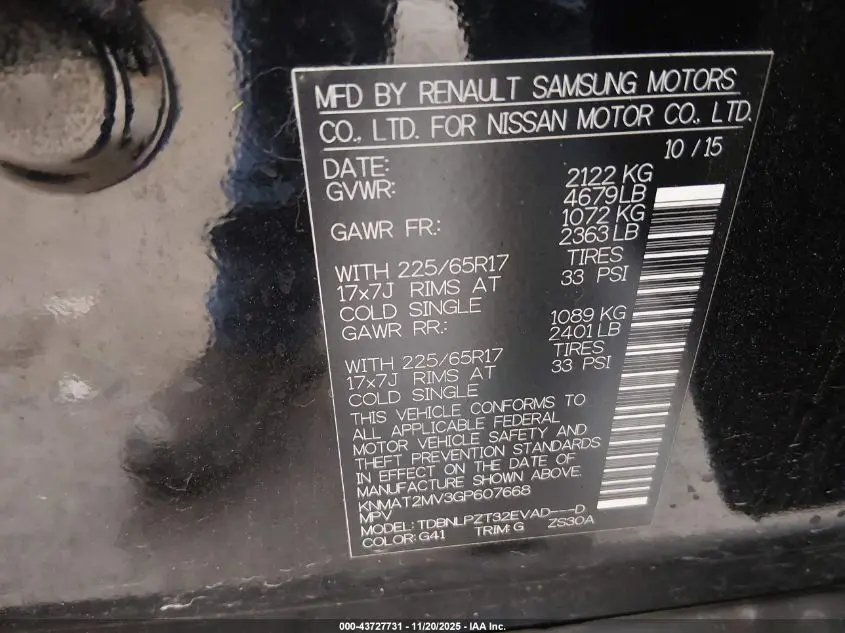 MFD BY RENAULT SAMSUNG MOTORS
CO., LTD. FOR NISSAN MOTOR CO., LTD.
DATE: 10 / 15
GVWR: 2122 KG
4679 LB
GAWR FR.: 1072 KG
2363 LB
WITH 225/65R17 TIRES
17x7J RIMS AT 33 PSI
COLD SINGLE
GAWR RR.: 1089 KG
2401 LB
WITH 225/65R17 TIRES
17x7J RIMS AT 33 PSI
COLD SINGLE
THIS VEHICLE CONFORMS TO
ALL APPLICABLE FEDERAL
MOTOR VEHICLE SAFETY AND
THEFT PREVENTION STANDARDS
IN EFFECT ON THE DATE OF
MANUFACTURE SHOWN ABOVE.
KNMAT2MV3GP607668
MPV
MODEL: TDBNLPZT32EVAD---D
COLOR: G41 TRIM: G ZS30A
000-43727731 - 11/20/2025 - IAA Inc.